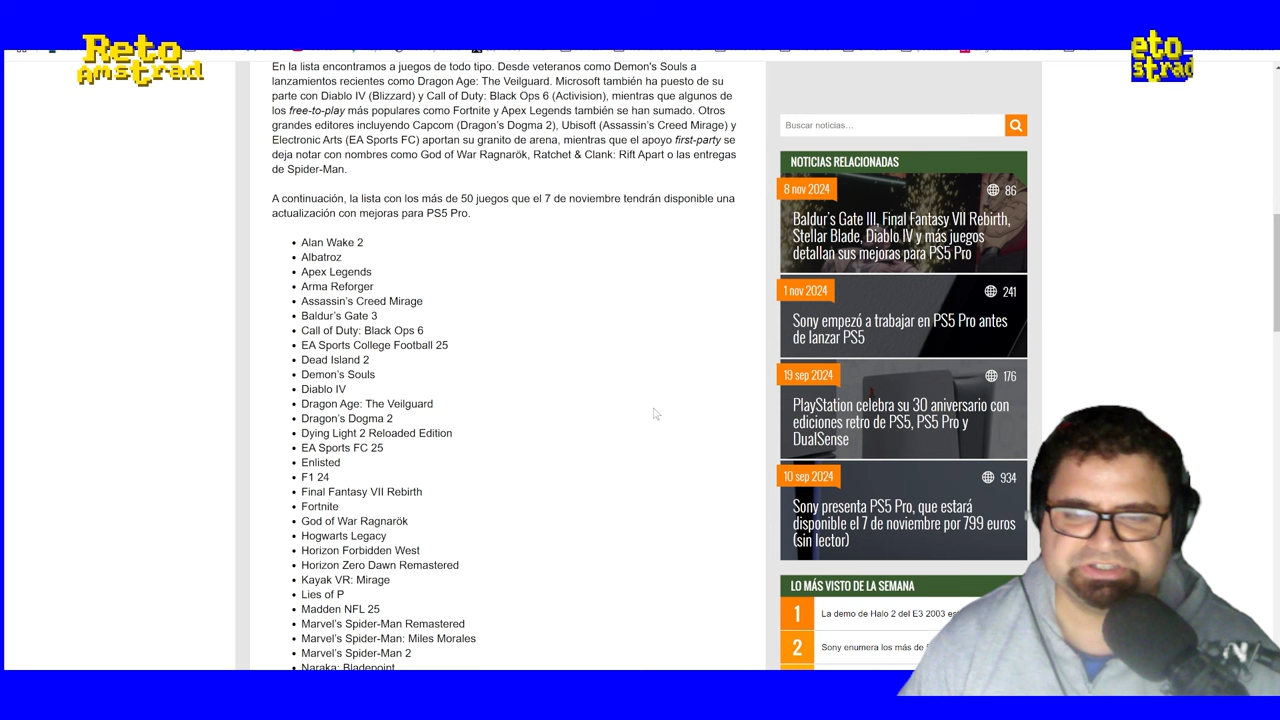 Reto
Amstrad
eto
strad
En la lista encontramos a juegos de todo tipo. Desde veteranos como Demon's Souls a
lanzamientos recientes como Dragon Age: The Veilguard. Microsoft también ha puesto de su
parte con Diablo IV (Blizzard) y Call of Duty: Black Ops 6 (Activision), mientras que algunos de
los free-to-play más populares como Fortnite y Apex Legends también se han sumado. Otros
grandes editores incluyendo Capcom (Dragon's Dogma 2), Ubisoft (Assassin's Creed Mirage) y
Electronic Arts (EA Sports FC) aportan su granito de arena, mientras que el apoyo first-party se
deja notar con nombres como God of War Ragnarök, Ratchet & Clank: Rift Apart o las entregas
de Spider-Man.
A continuación, la lista con los más de 50 juegos que el 7 de noviembre tendrán disponible una
actualización con mejoras para PS5 Pro.
• Alan Wake 2
• Albatroz
• Apex Legends
• Arma Reforger
• Assassin's Creed Mirage
• Baldur's Gate 3
• Call of Duty: Black Ops 6
• EA Sports College Football 25
• Dead Island 2
• Demon's Souls
• Diablo IV
• Dragon Age: The Veilguard
• Dragon's Dogma 2
• Dying Light 2 Reloaded Edition
• EA Sports FC 25
• Enlisted
• F1 24
• Final Fantasy VII Rebirth
• Fortnite
• God of War Ragnarök
• Hogwarts Legacy
• Horizon Forbidden West
• Horizon Zero Dawn Remastered
• Kayak VR: Mirage
• Lies of P
• Madden NFL 25
• Marvel's Spider-Man Remastered
• Marvel's Spider-Man: Miles Morales
• Marvel's Spider-Man 2
• Naraka: Bladepoint
Buscar noticias...
NOTICIAS RELACIONADAS
8 nov 2024
86
Baldur's Gate III, Final Fantasy VII Rebirth,
Stellar Blade, Diablo IV y más juegos
detallan sus mejoras para PS5 Pro
1 nov 2024
241
Sony empezó a trabajar en PS5 Pro antes
de lanzar PS5
19 sep 2024
176
PlayStation celebra su 30 aniversario con
ediciones retro de PS5, PS5 Pro y
DualSense
10 sep 2024
934
Sony presenta PS5 Pro, que estará
disponible el 7 de noviembre por 799 euros
(sin lector)
LO MÁS VISTO DE LA SEMANA
1
La demo de Halo 2 del E3 2003
2
Sony enumera los más de